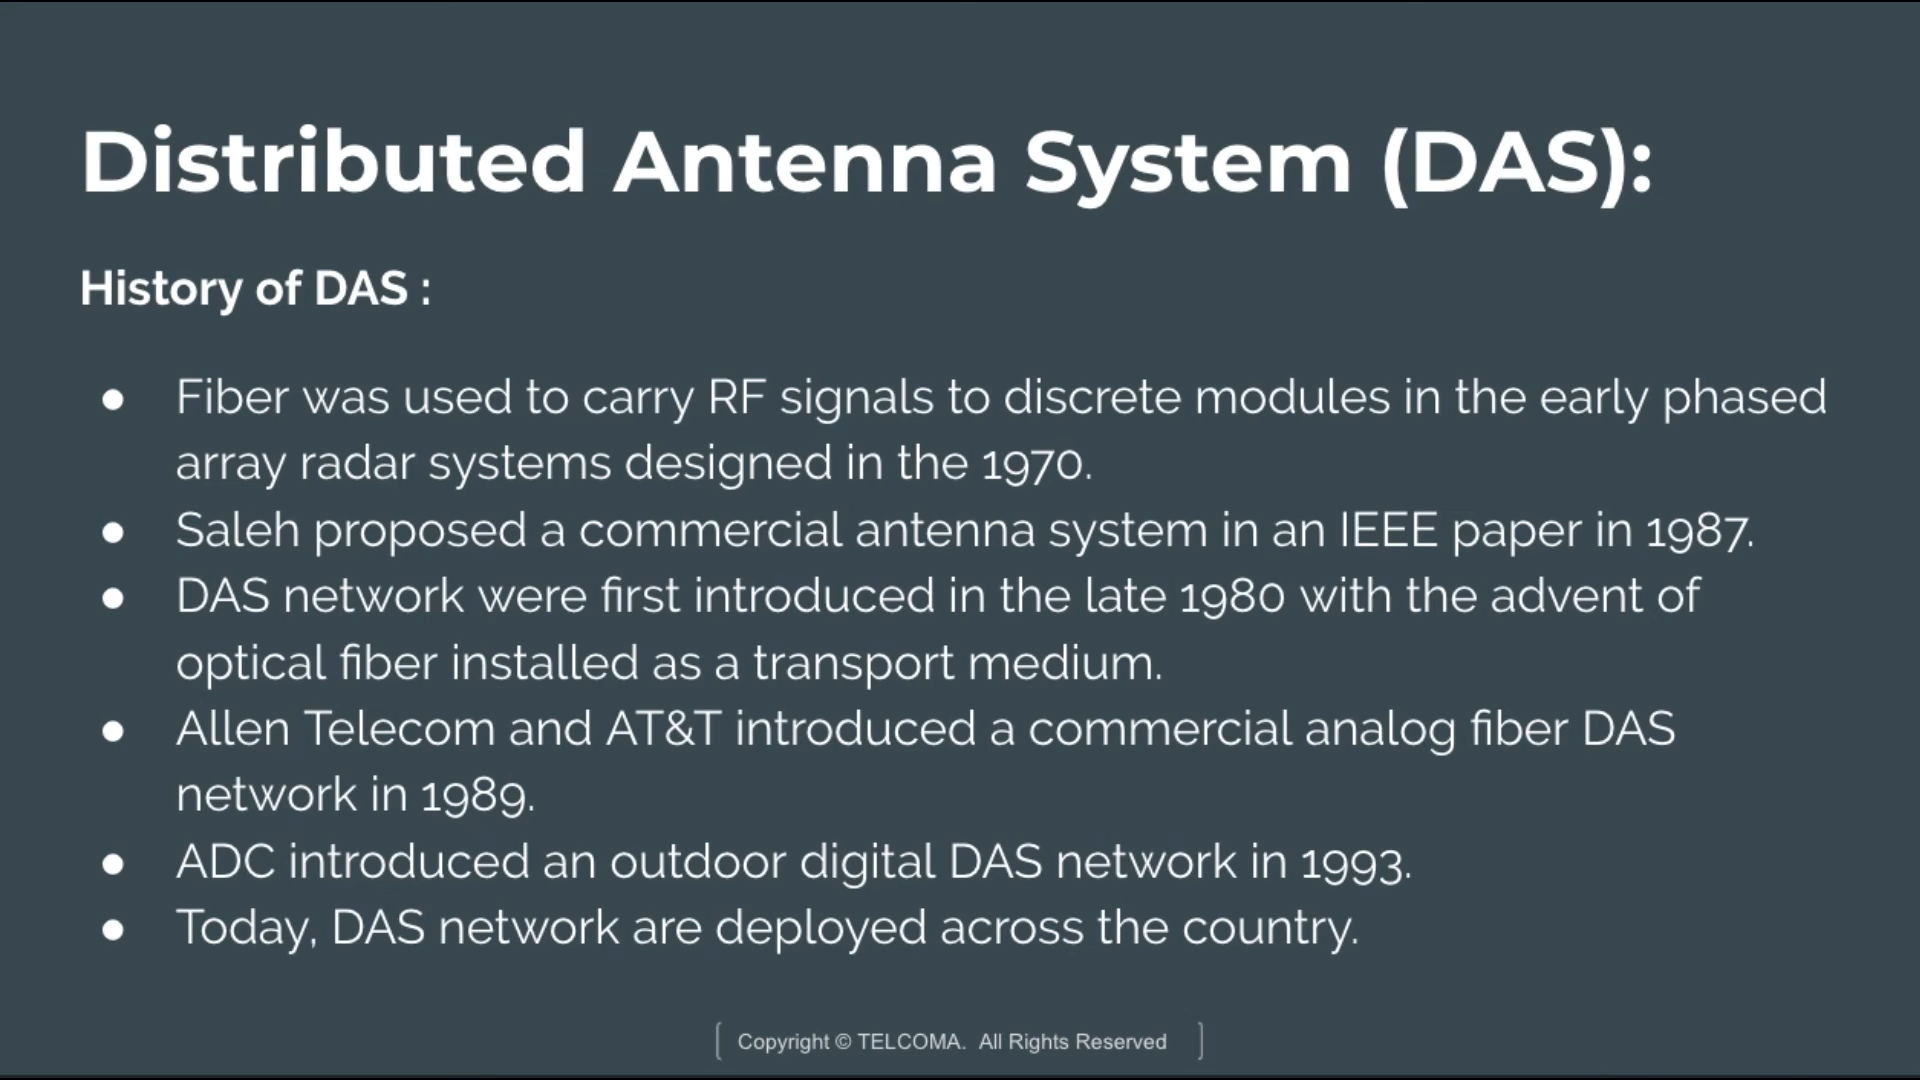 Distributed Antenna System (DAS):
History of DAS :
● Fiber was used to carry RF signals to discrete modules in the early phased
array radar systems designed in the 1970.
● Saleh proposed a commercial antenna system in an IEEE paper in 1987.
● DAS network were first introduced in the late 1980 with the advent of
optical fiber installed as a transport medium.
● Allen Telecom and AT&T introduced a commercial analog fiber DAS
network in 1989.
● ADC introduced an outdoor digital DAS network in 1993.
● Today, DAS network are deployed across the country.
[ Copyright © TELCOMA. All Rights Reserved ]